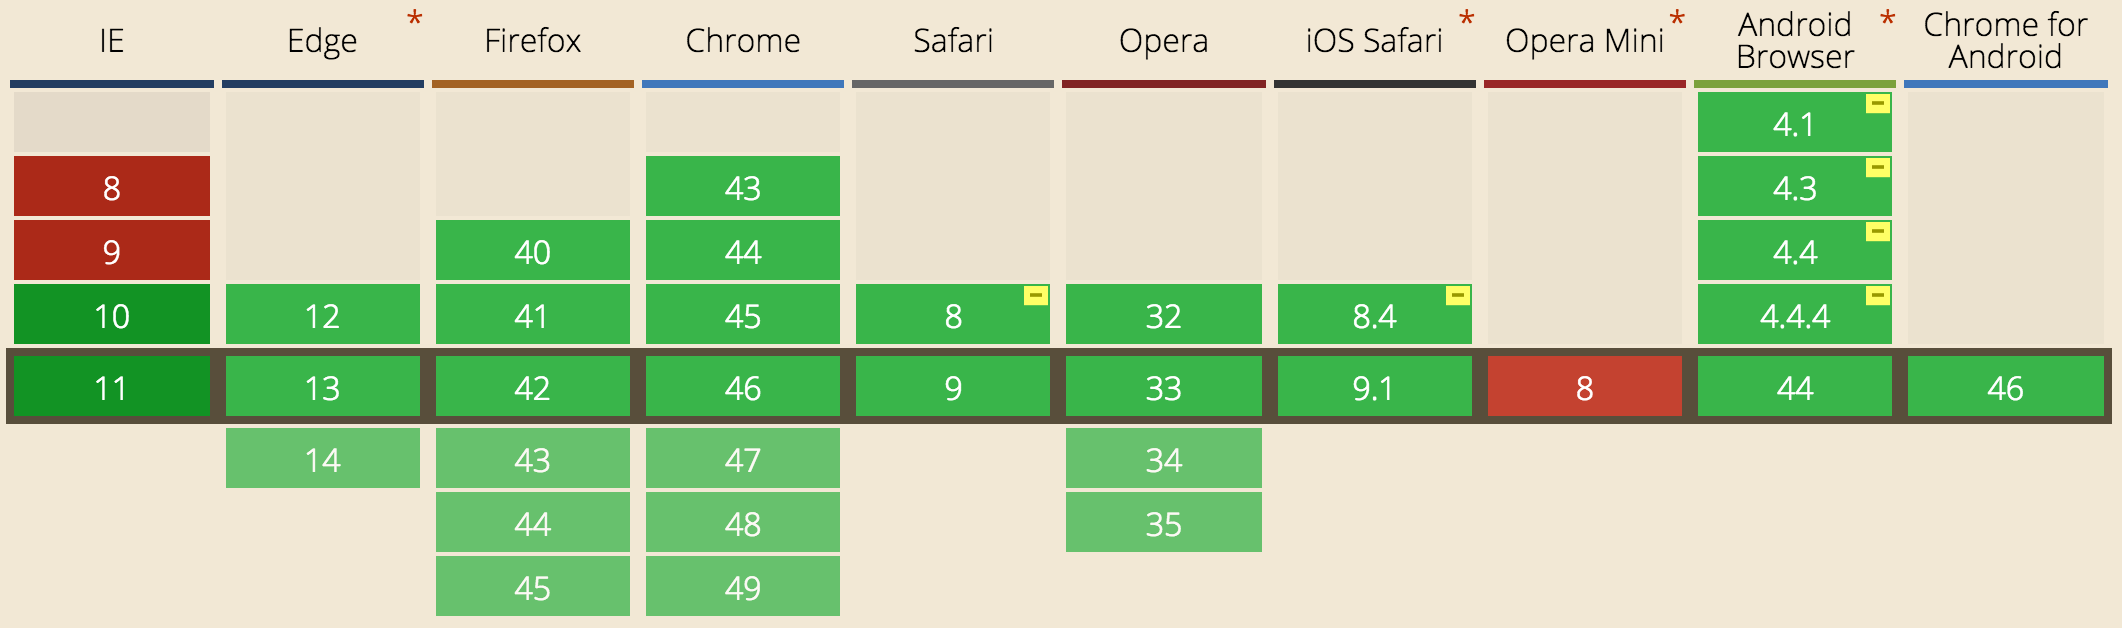 IE Edge * Firefox Chrome Safari Opera iOS Safari * Opera Mini * Android Browser * Chrome for Android
4.1 -
8 43 4.3 -
9 40 44 4.4 -
10 12 41 45 8 - 32 8.4 - 4.4.4 -
11 13 42 46 9 33 9.1 8 44 46
14 43 47 34
44 48 35
45 49